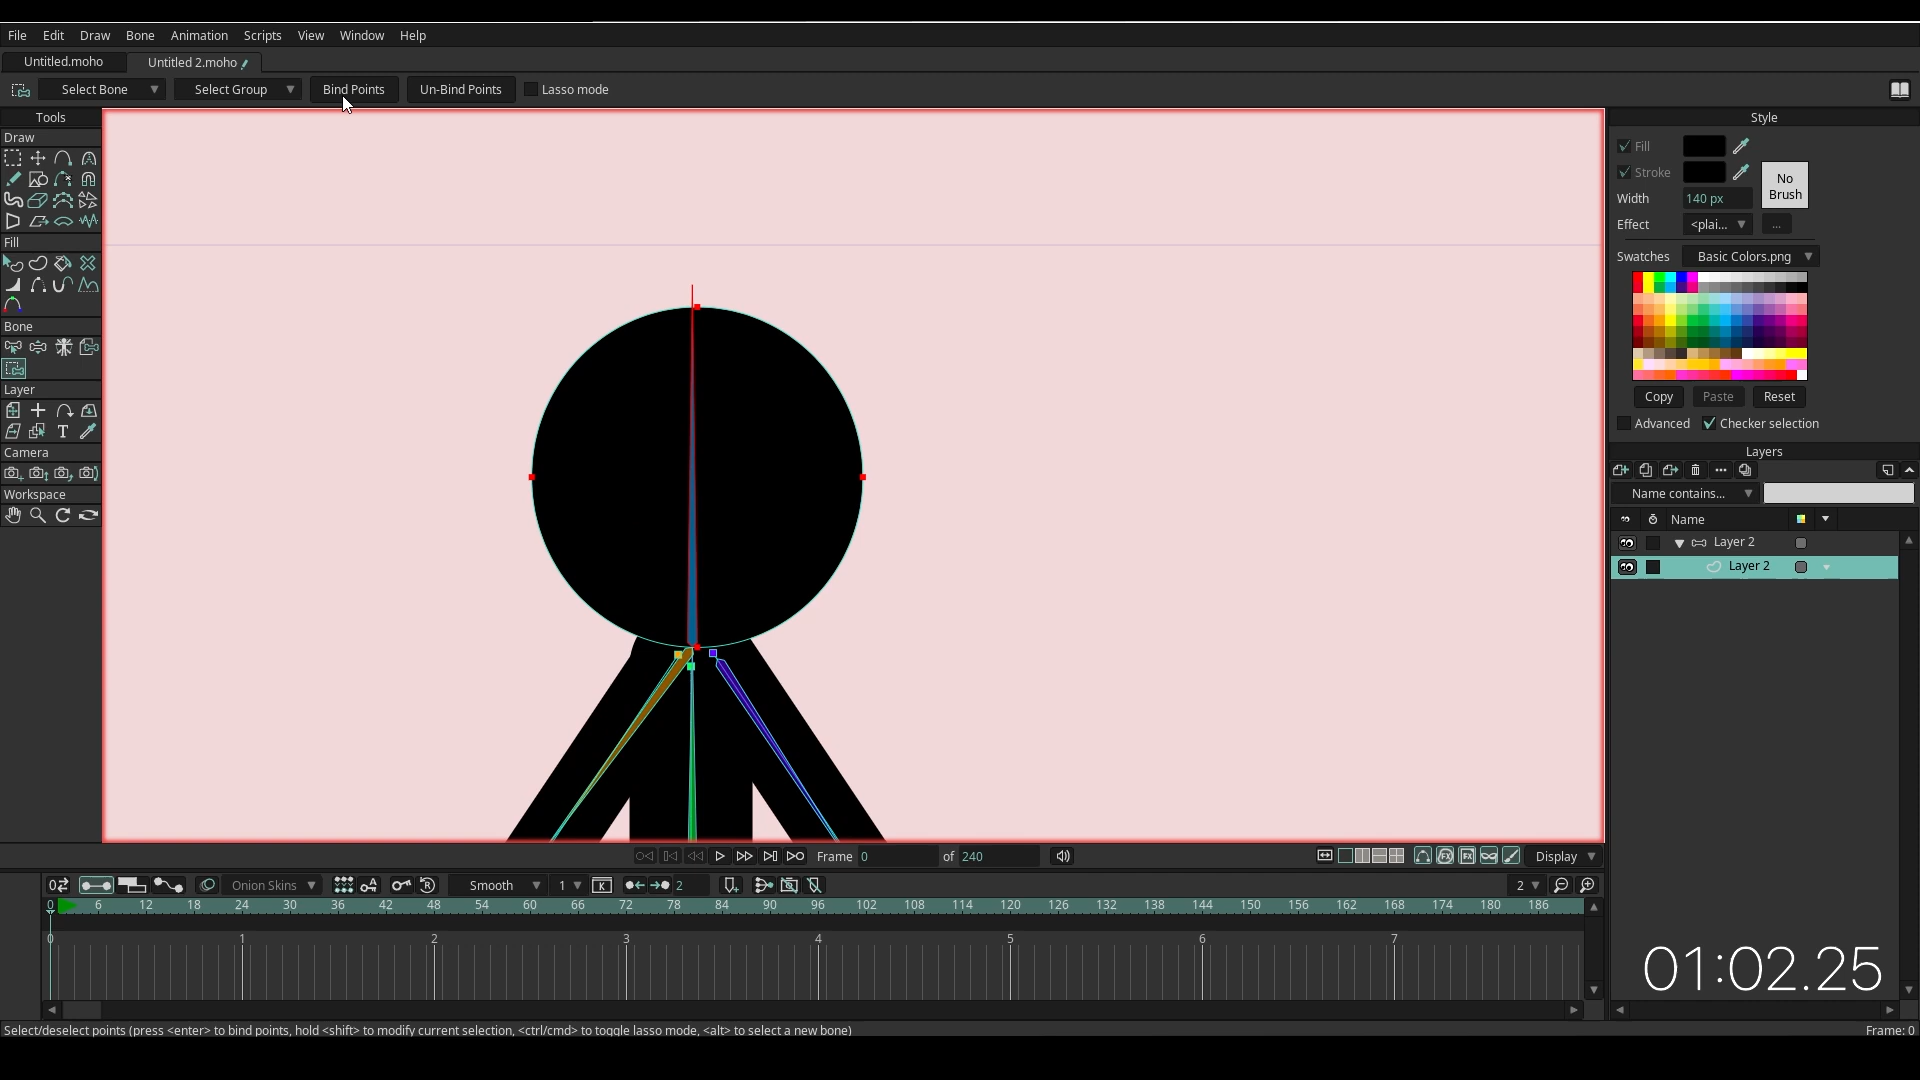 File Edit Draw Bone Animation Scripts View Window Help
Untitled.moho Untitled 2.moho
Select Bone Select Group Bind Points Un-Bind Points Lasso mode
Tools
Draw
Fill
Bone
Layer
Camera
Workspace
Style
Fill
Stroke
No Brush
Width 140 px
Effect <plai... ...
Swatches Basic Colors.png
Copy Paste Reset
Advanced Checker selection
Layers
Name contains...
Name
Layer 2
Layer 2
Frame 0 of 240 Display
Onion Skins Smooth 1 2 2
0 6 12 18 24 30 36 42 48 54 60 66 72 78 84 90 96 102 108 114 120 126 132 138 144 150 156 162 168 174 180 186
0 1 2 3 4 5 6 7
01:02.25
Select/deselect points (press <enter> to bind points, hold <shift> to modify current selection, <ctrl/cmd> to toggle lasso mode, <alt> to select a new bone) Frame: 0